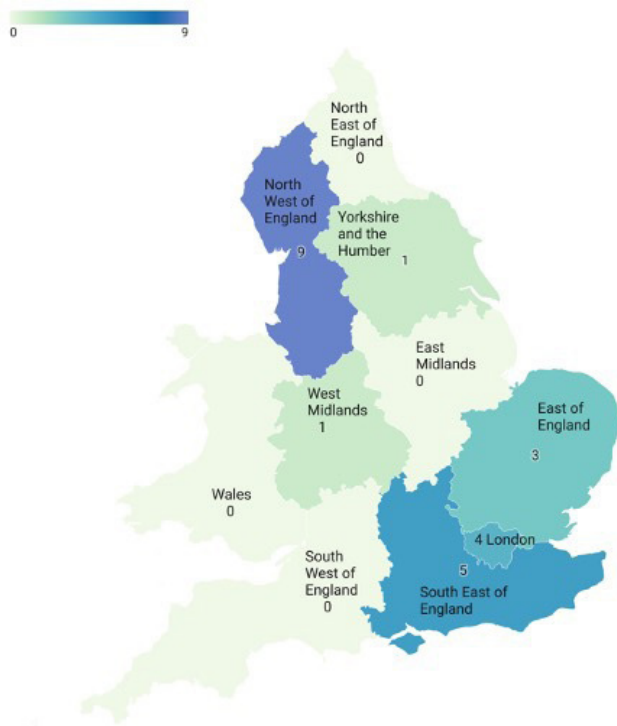 0 9
North
East of
England
0
North
West of
England
9
Yorkshire
and the
Humber
1
East
Midlands
0
West
Midlands
1
East of
England
3
Wales
0
4 London
South
West of
England
0
5
South East of
England